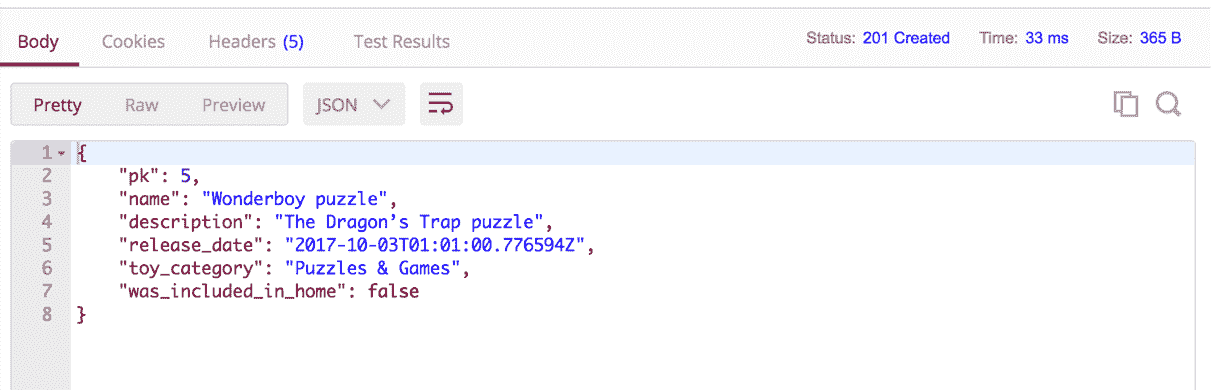 Body Cookies Headers (5) Test Results Status: 201 Created Time: 33 ms Size: 365 B
Pretty Raw Preview JSON
1 {
2 "pk": 5,
3 "name": "Wonderboy puzzle",
4 "description": "The Dragon’s Trap puzzle",
5 "release_date": "2017-10-03T01:01:00.776594Z",
6 "toy_category": "Puzzles & Games",
7 "was_included_in_home": false
8 }